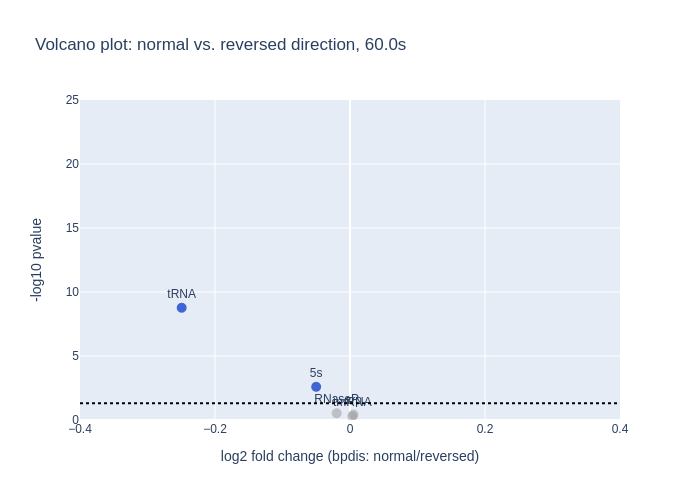 Volcano plot: normal vs. reversed direction, 60.0s
25
20
15
10
5
0
-log10 pvalue
tRNA
5s
RNaseP
−0.4
−0.2
0
0.2
0.4
log2 fold change (bpdis: normal/reversed)